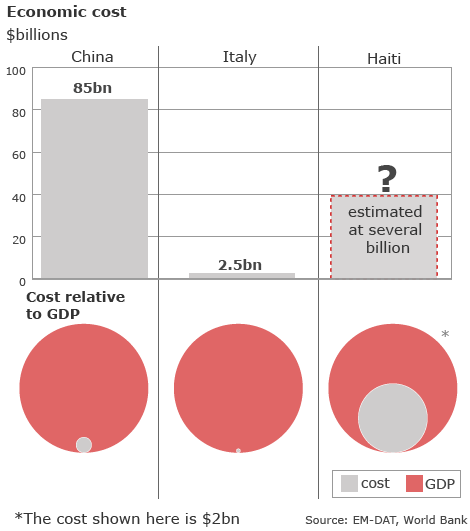 Economic cost
$billions
China
Italy
Haiti
100
80
60
40
20
0
85bn
2.5bn
?
estimated
at several
billion
Cost relative
to GDP
*
cost
GDP
*The cost shown here is $2bn
Source: EM-DAT, World Bank